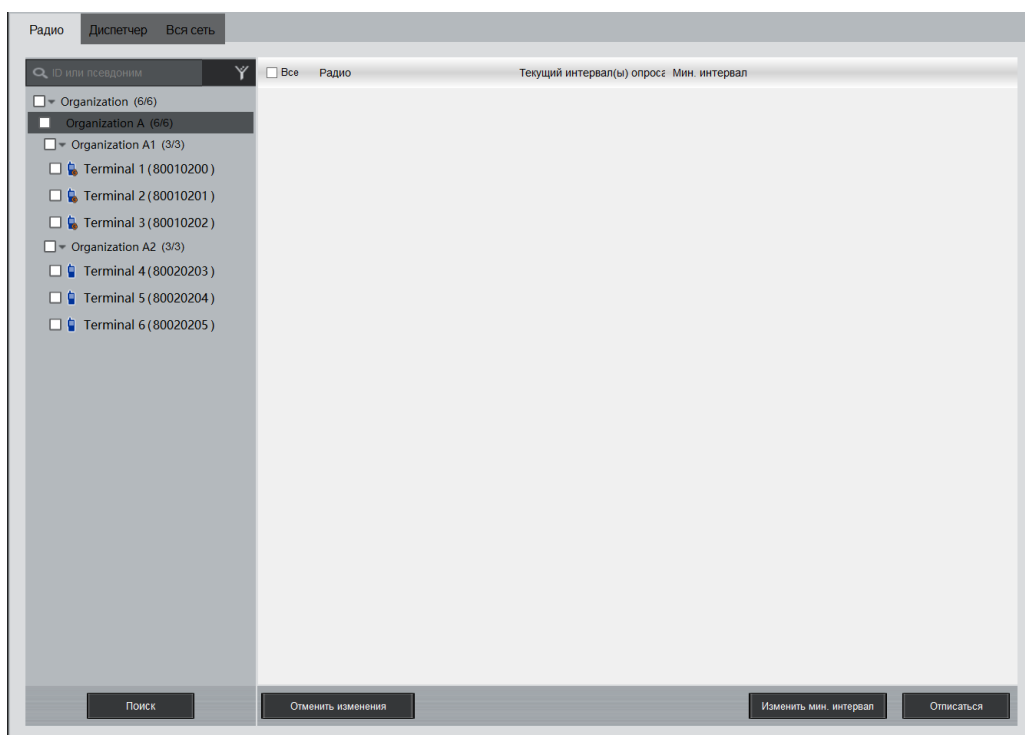 Радио Диспетчер Вся сеть
ID или псевдоним
Все Радио Текущий интервал(ы) опроса Мин. интервал
Organization (6/6)
Organization A (6/6)
Organization A1 (3/3)
Terminal 1 (80010200)
Terminal 2 (80010201)
Terminal 3 (80010202)
Organization A2 (3/3)
Terminal 4 (80020203)
Terminal 5 (80020204)
Terminal 6 (80020205)
Поиск Отменить изменения Изменить мин. интервал Отписаться